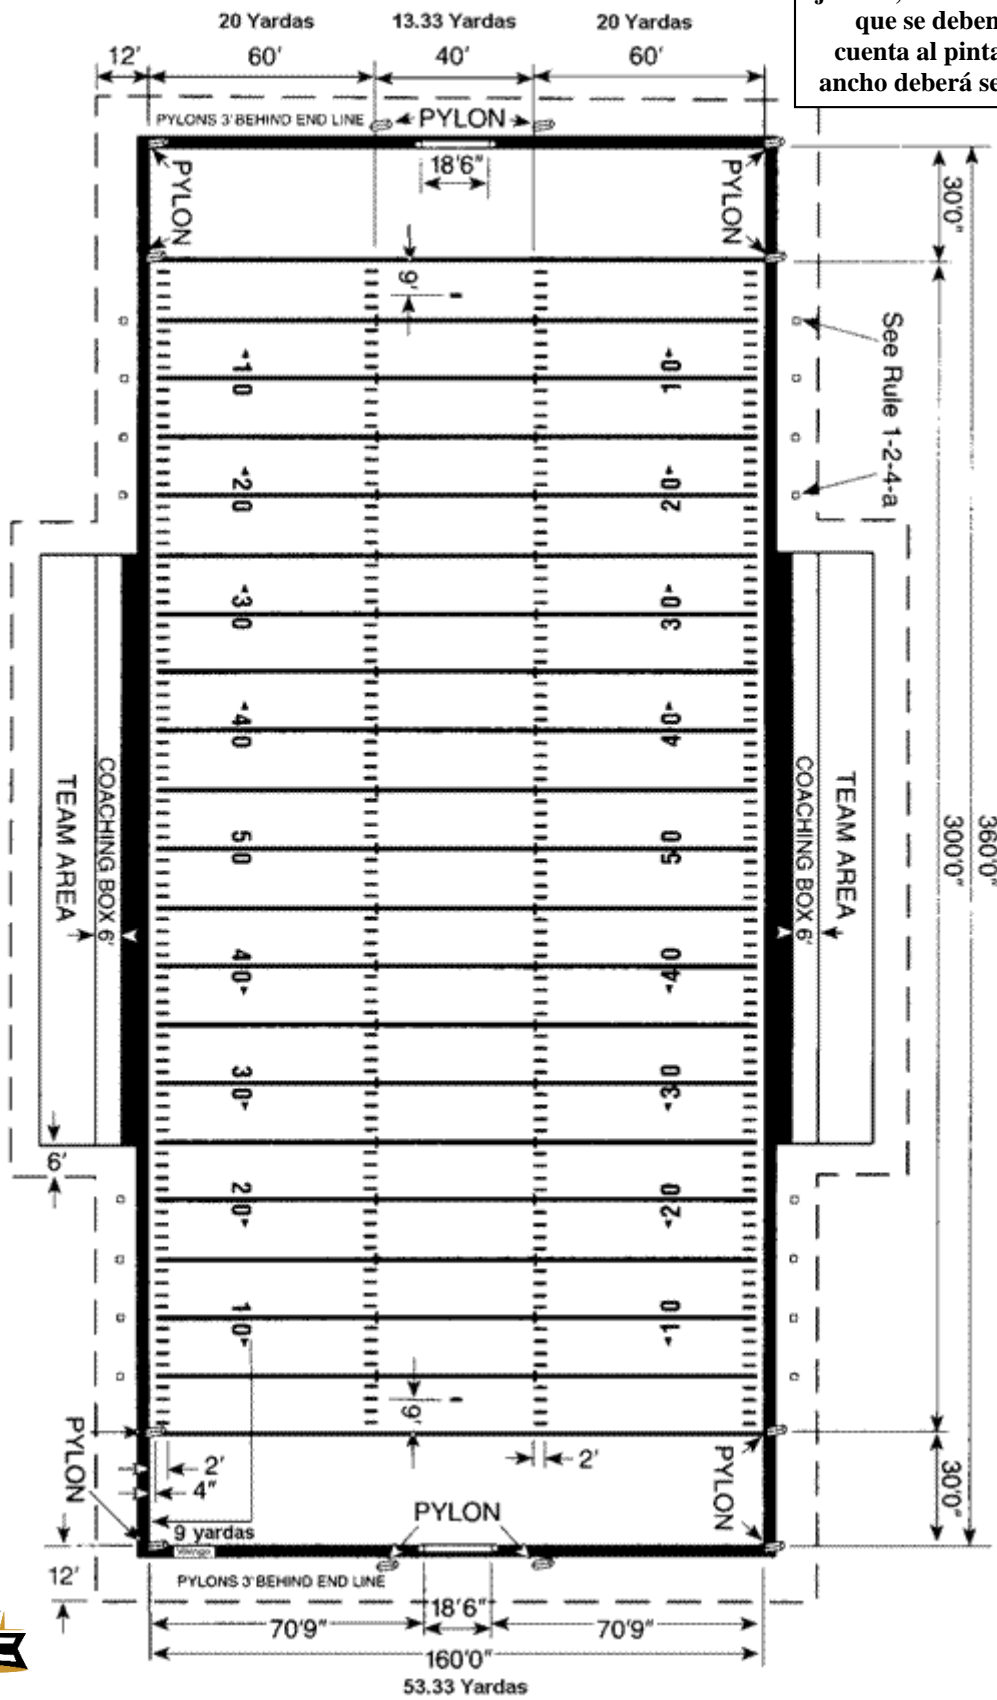 que se deben
cuenta al pinta
ancho deberá se
20 Yardas 13.33 Yardas 20 Yardas
12' 60' 40' 60'
PYLONS 3' BEHIND END LINE
PYLON
18'6"
PYLON
PYLON
30'0"
9'
See Rule 1-2-4-a
10 10
20 20
30 30
40 40
50 50
40 40
30 30
20 20
10 10
TEAM AREA
COACHING BOX 6'
COACHING BOX 6'
TEAM AREA
300'0"
360'0"
6'
9'
PYLON
2'
4"
2'
PYLON
30'0"
PYLON
9 yardas
12'
PYLONS 3' BEHIND END LINE
18'6"
70'9" 70'9"
160'0"
53.33 Yardas